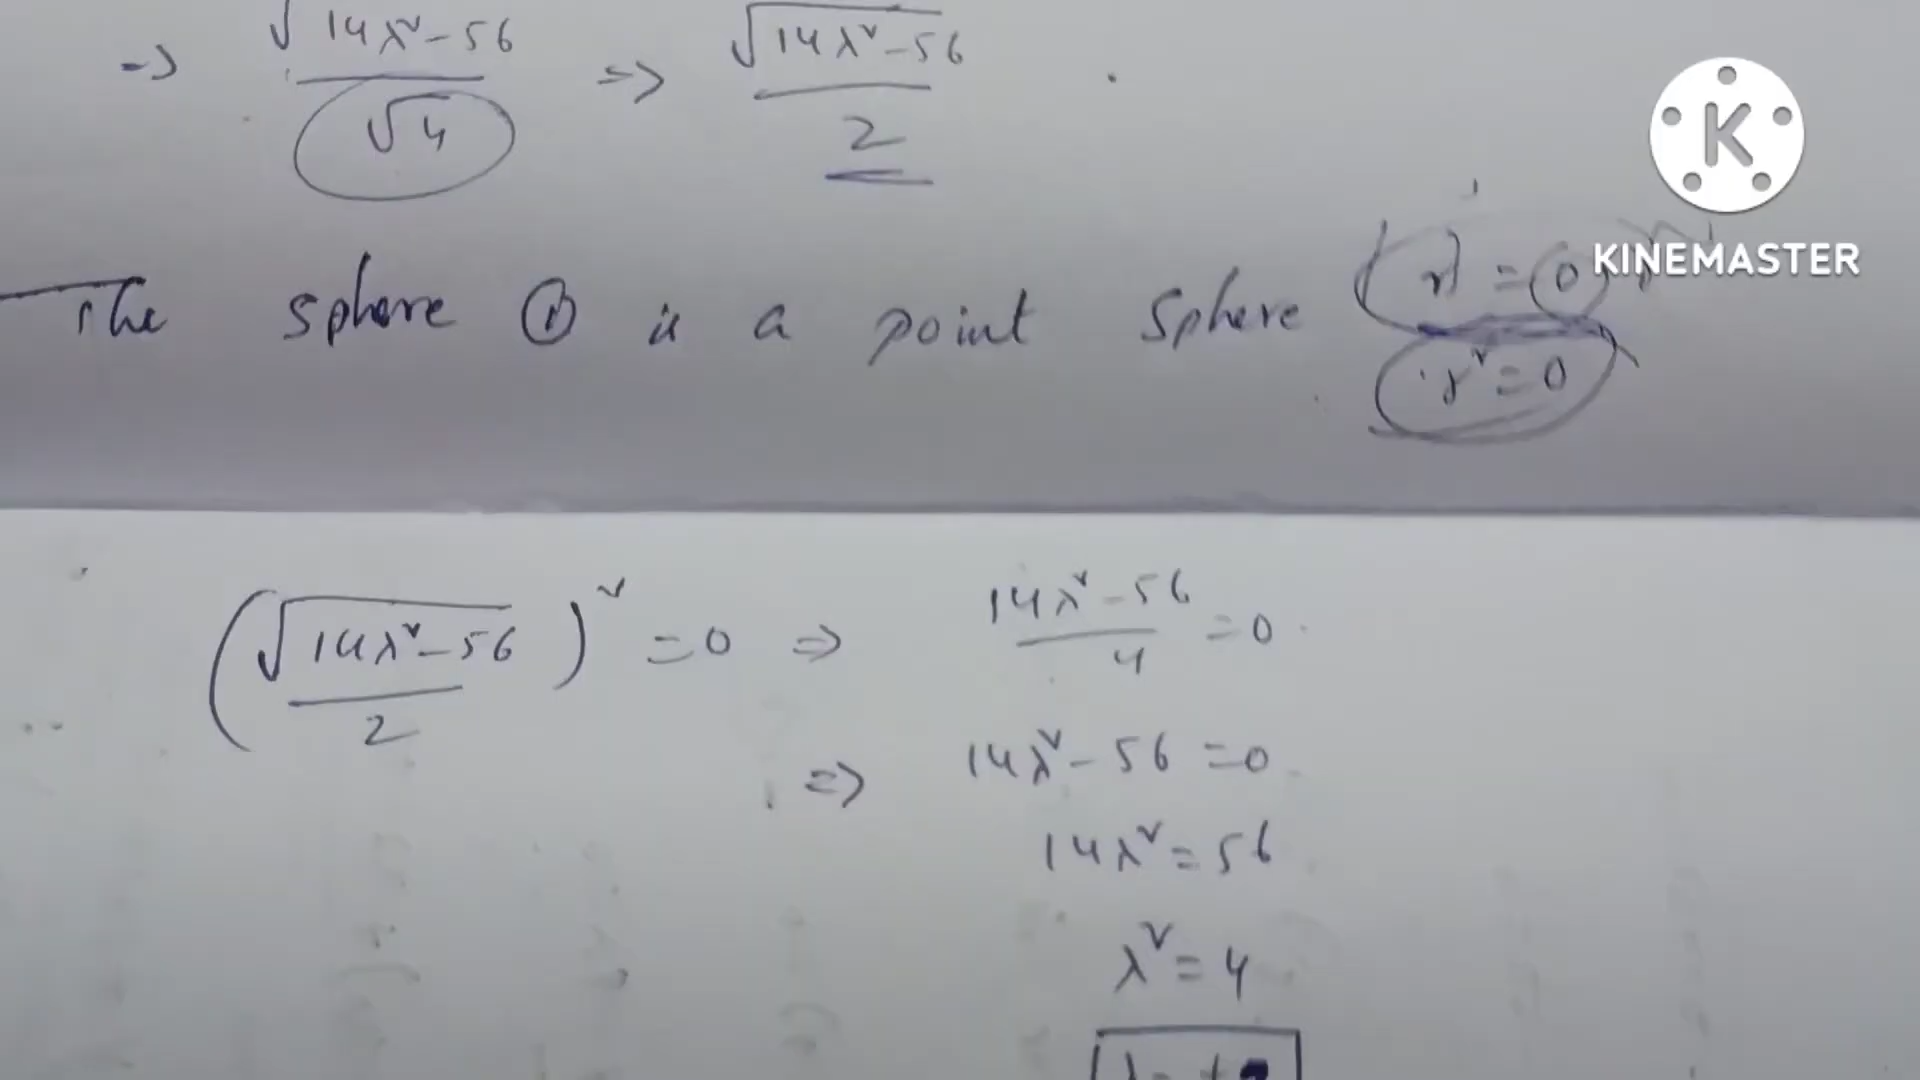 => √14λ²-56 / √4 => √14λ²-56 / 2
K
KINEMASTER
The sphere ① is a point sphere (r) = 0
r² = 0
(√14λ²-56 / 2)² = 0 => 14λ²-56 / 4 = 0
=> 14λ²-56 = 0
14λ² = 56
λ² = 4